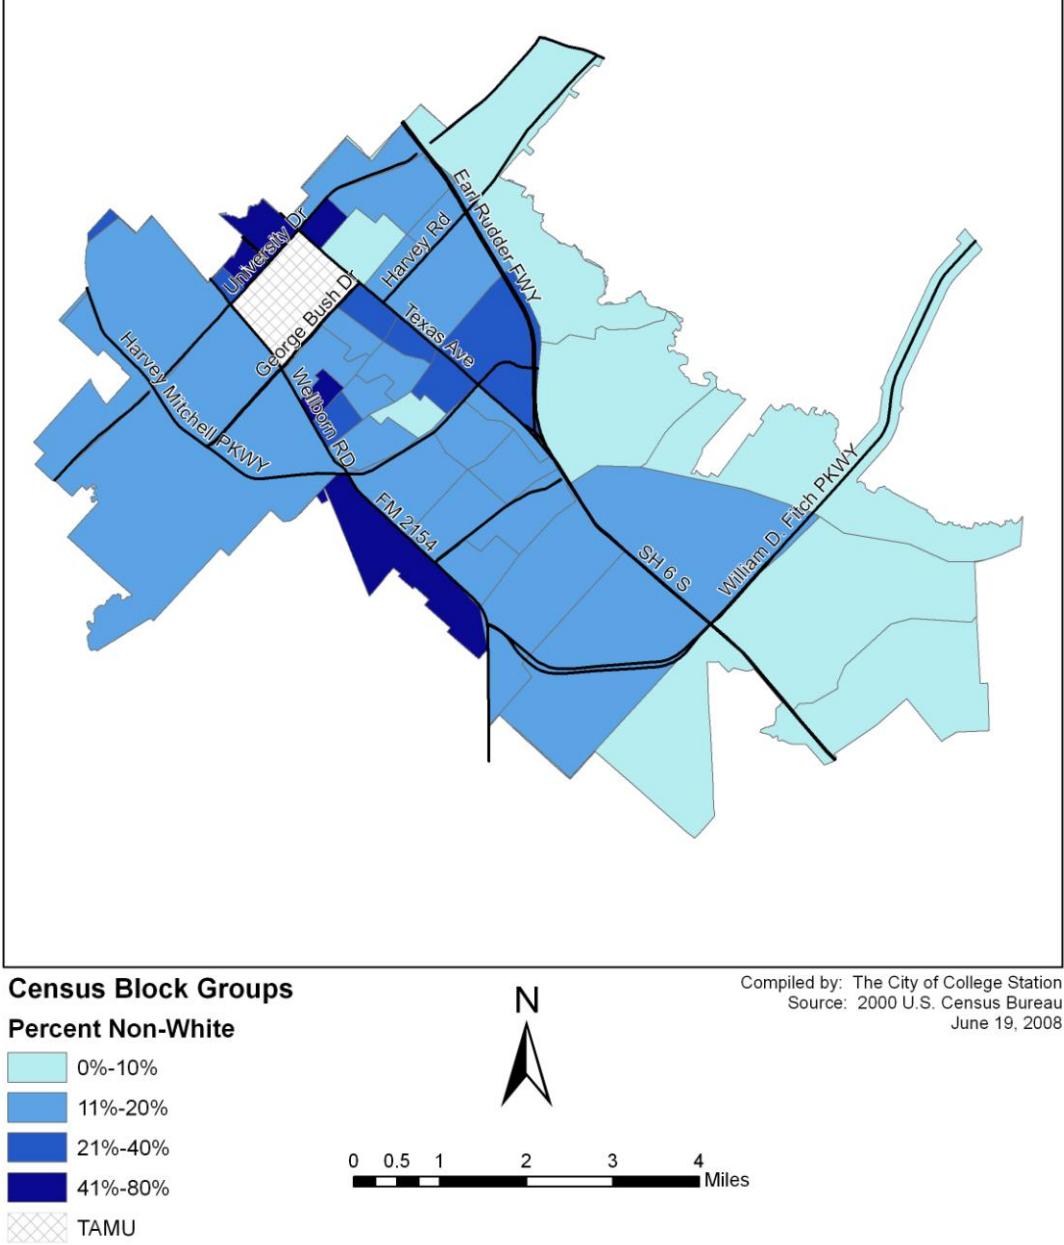 Earl Rudder FWY
University Dr
Harvey Rd
George Bush Dr
Texas Ave
Harvey Mitchell PKWY
Wellborn RD
FM 2154
William D. Fitch PKWY
SH 6 S
Census Block Groups
Percent Non-White
0%-10%
11%-20%
21%-40%
41%-80%
TAMU
N
0 0.5 1 2 3 4
Miles
Compiled by: The City of College Station
Source: 2000 U.S. Census Bureau
June 19, 2008